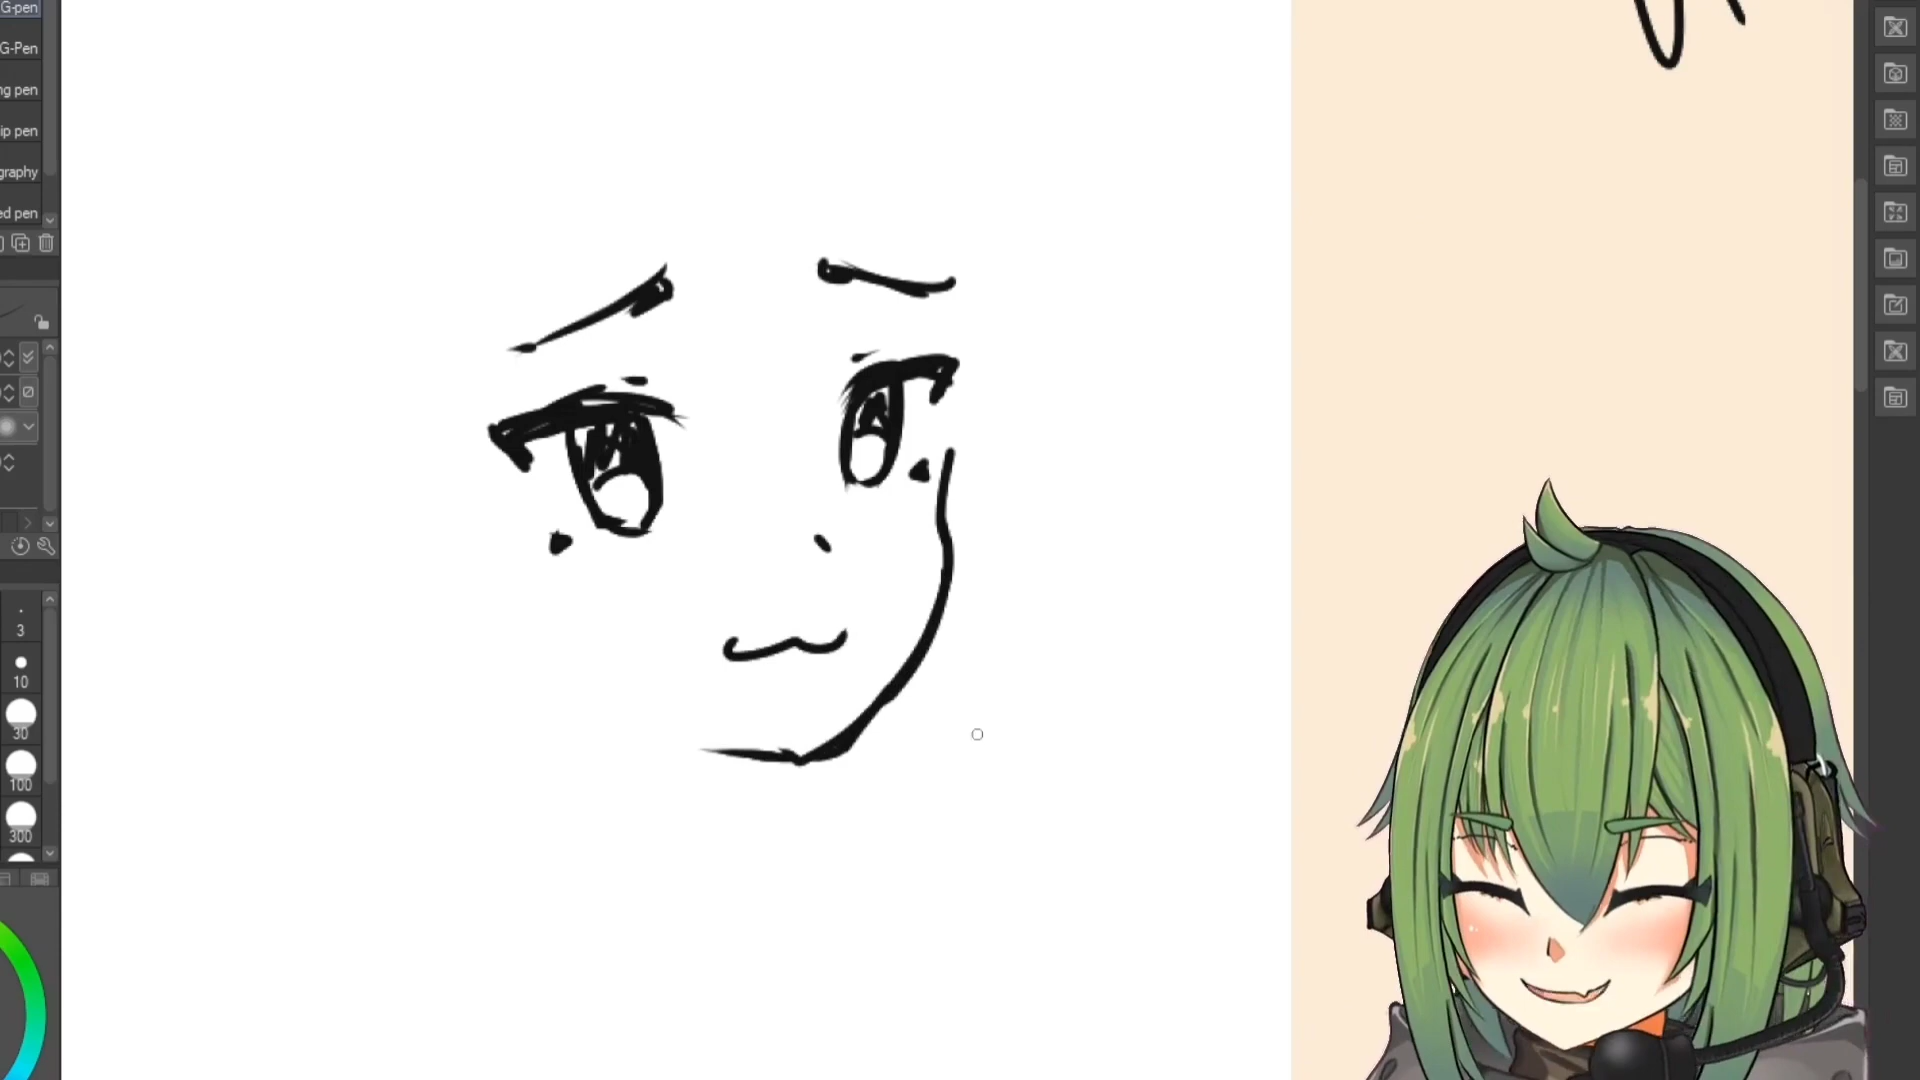 G-pen
G-Pen
ng pen
ip pen
graphy
ed pen
3
10
30
100
300